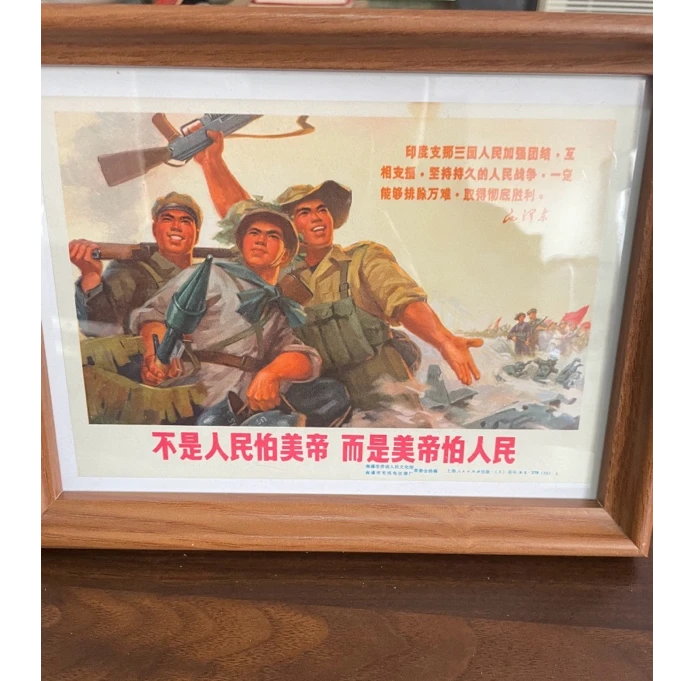 印度支那三国人民加强团结，互
相支援，坚持持久的人民战争，一定
能够排除万难，取得彻底胜利。
毛泽东
不是人民怕美帝 而是美帝怕人民